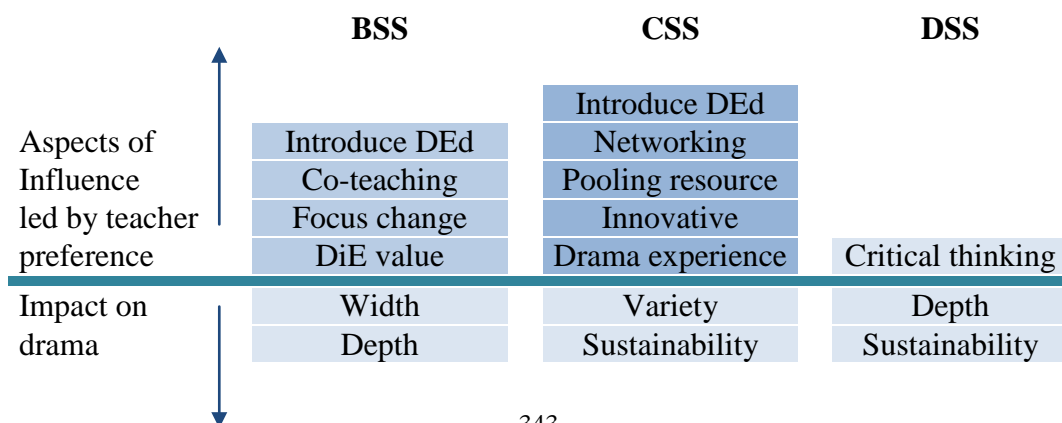 BSS CSS DSS
Introduce DEd
Aspects of Introduce DEd Networking
Influence Co-teaching Pooling resource
led by teacher Focus change Innovative
preference DiE value Drama experience Critical thinking
Impact on Width Variety Depth
drama Depth Sustainability Sustainability